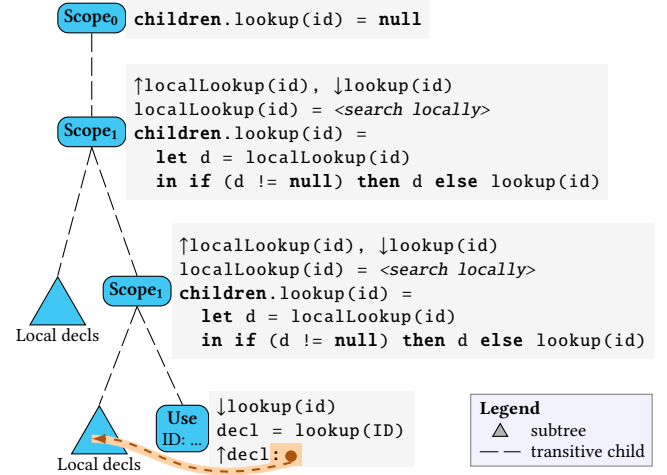 Scope₀ children.lookup(id) = null
↑localLookup(id), ↓lookup(id)
localLookup(id) = <search locally>
Scope₁ children.lookup(id) =
let d = localLookup(id)
in if (d != null) then d else lookup(id)
↑localLookup(id), ↓lookup(id)
localLookup(id) = <search locally>
Scope₁ children.lookup(id) =
let d = localLookup(id)
in if (d != null) then d else lookup(id)
Local decls
Use
ID: ...
↓lookup(id)
decl = lookup(ID)
↑decl:
Local decls
Legend
subtree
transitive child